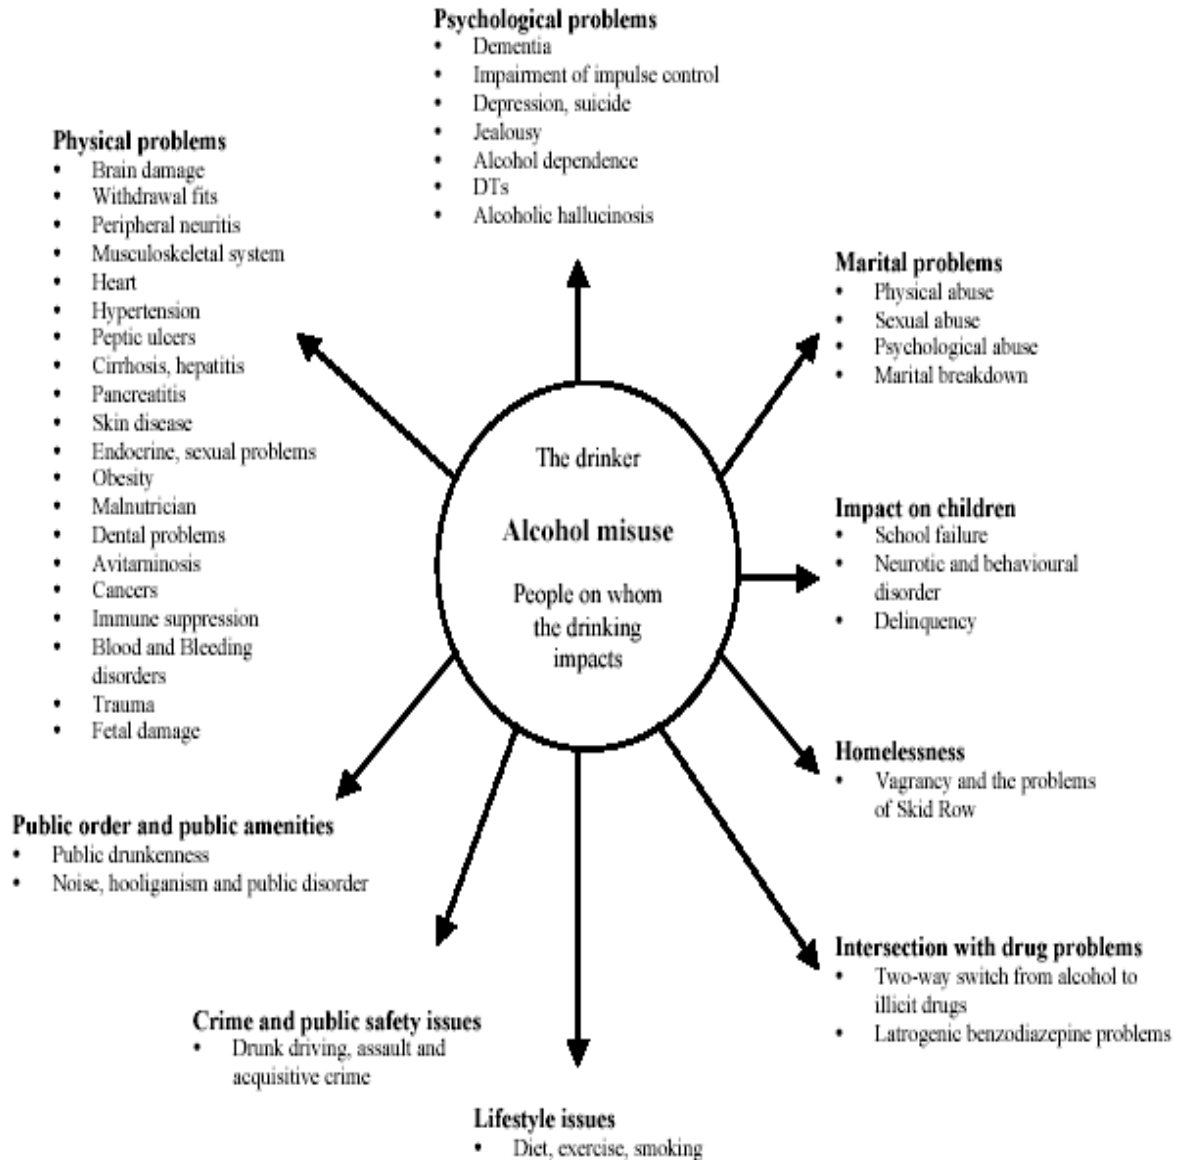 Psychological problems
• Dementia
• Impairment of impulse control
• Depression, suicide
• Jealousy
• Alcohol dependence
• DTs
• Alcoholic hallucinosis
Physical problems
• Brain damage
• Withdrawal fits
• Peripheral neuritis
• Musculoskeletal system
• Heart
• Hypertension
• Peptic ulcers
• Cirrhosis, hepatitis
• Pancreatitis
• Skin disease
• Endocrine, sexual problems
• Obesity
• Malnutrician
• Dental problems
• Avitaminosis
• Cancers
• Immune suppression
• Blood and Bleeding
disorders
• Trauma
• Fetal damage
Marital problems
• Physical abuse
• Sexual abuse
• Psychological abuse
• Marital breakdown
The drinker
Alcohol misuse
People on whom
the drinking
impacts
Impact on children
• School failure
• Neurotic and behavioural
disorder
• Delinquency
Homelessness
• Vagrancy and the problems
of Skid Row
Public order and public amenities
• Public drunkenness
• Noise, hooliganism and public disorder
Intersection with drug problems
• Two-way switch from alcohol to
illicit drugs
• Latrogenic benzodiazepine problems
Crime and public safety issues
• Drunk driving, assault and
acquisitive crime
Lifestyle issues
• Diet, exercise, smoking